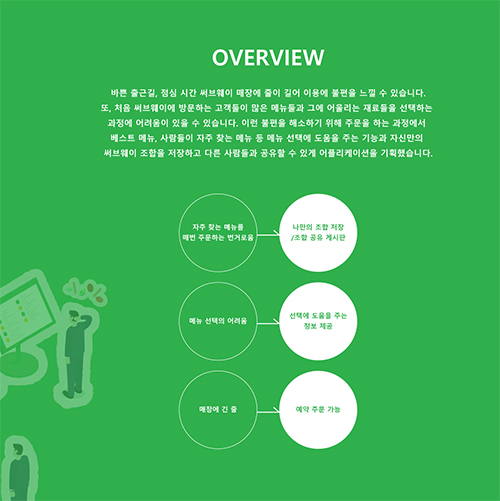 OVERVIEW
바쁜 출근길, 점심 시간 써브웨이 매장에 줄이 길어 이용에 불편을 느낄 수 있습니다.
또, 처음 써브웨이에 방문하는 고객들이 많은 메뉴들과 그에 어울리는 재료들을 선택하는
과정에 어려움이 있을 수 있습니다. 이런 불편을 해소하기 위해 주문을 하는 과정에서
베스트 메뉴, 사람들이 자주 찾는 메뉴 등 메뉴 선택에 도움을 주는 기능과 자신만의
써브웨이 조합을 저장하고 다른 사람들과 공유할 수 있게 어플리케이션을 기획했습니다.
자주 찾는 메뉴를
매번 주문하는 번거로움
나만의 조합 저장
/조합 공유 게시판
메뉴 선택의 어려움
선택에 도움을 주는
정보 제공
매장에 긴 줄
예약 주문 가능